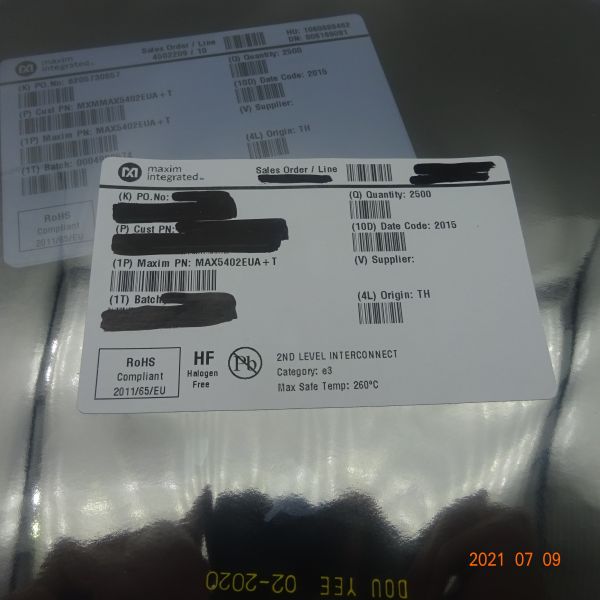 maxim
integrated™
Sales Order / Line
4502209 / 10
(K) PO.No: 8205730857
(P) Cust PN: MXMMAX5402EUA+T
(1P) Maxim PN: MAX5402EUA+T
(1T) Batch:
(Q) Quantity: 2500
(10D) Date Code: 2015
(V) Supplier:
(4L) Origin: TH
RoHS
Compliant
2011/65/EU
maxim
integrated™
Sales Order / Line
(K) PO.No:
(P) Cust PN:
(1P) Maxim PN: MAX5402EUA+T
(1T) Batch
(Q) Quantity: 2500
(10D) Date Code: 2015
(V) Supplier:
(4L) Origin: TH
RoHS
Compliant
2011/65/EU
HF
Halogen
Free
Pb
2ND LEVEL INTERCONNECT
Category: e3
Max Safe Temp: 260°C
DOU YEE 02-2020
2021 07 09